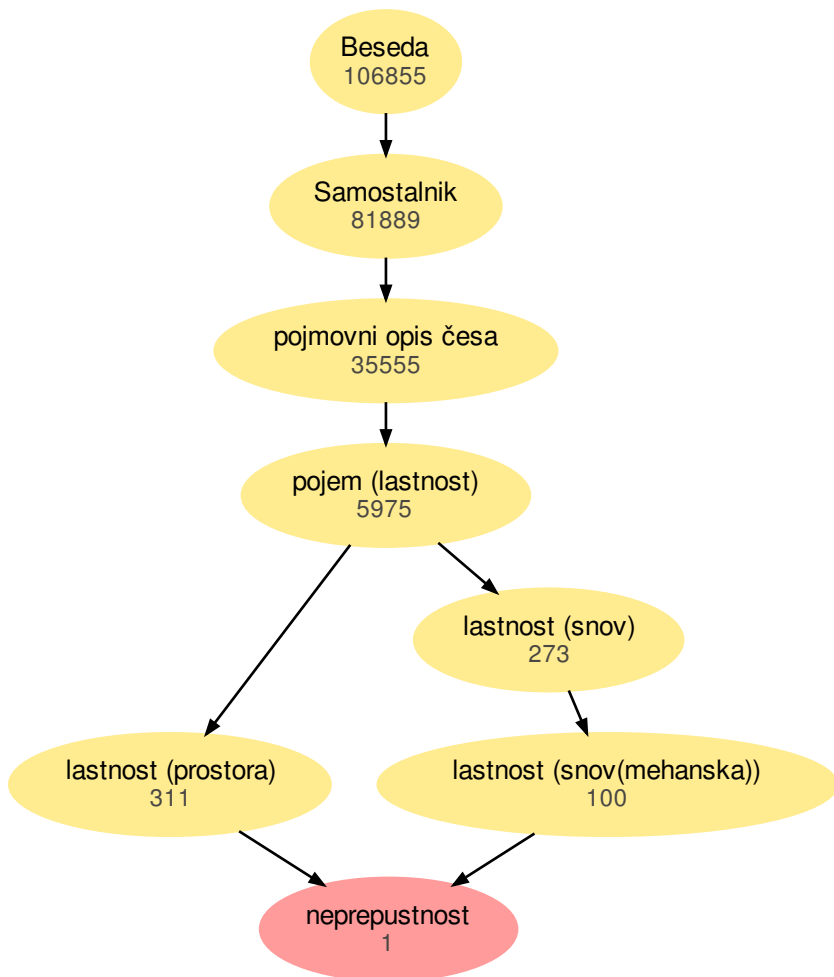 Beseda
106855
Samostalnik
81889
pojmovni opis česa
35555
pojem (lastnost)
5975
lastnost (snov)
273
lastnost (prostora)
311
lastnost (snov(mehanska))
100
neprepustnost
1